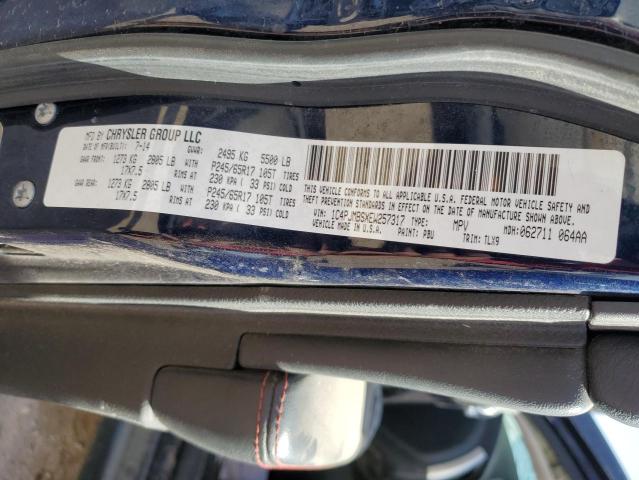 MFD BY CHRYSLER GROUP LLC
DATE OF MFR(BUILT): 7-14 GVWR: 2495 KG 5500 LB
GAWR FRONT: 1273 KG 2805 LB WITH P245/65R17 105T TIRES
17X7.5 RIMS AT 230 KPA ( 33 PSI) COLD
GAWR REAR: 1273 KG 2805 LB WITH P245/65R17 105T TIRES
17X7.5 RIMS AT 230 KPA ( 33 PSI) COLD
THIS VEHICLE CONFORMS TO ALL APPLICABLE U.S.A. FEDERAL MOTOR VEHICLE SAFETY AND
THEFT PREVENTION STANDARDS IN EFFECT ON THE DATE OF MANUFACTURE SHOWN ABOVE.
VIN: 1C4PJMBSXEW257317 TYPE: MPV MDH: 062711 064AA
VEHICLE MADE IN U.S.A. PAINT: PBU TRIM: TLX9